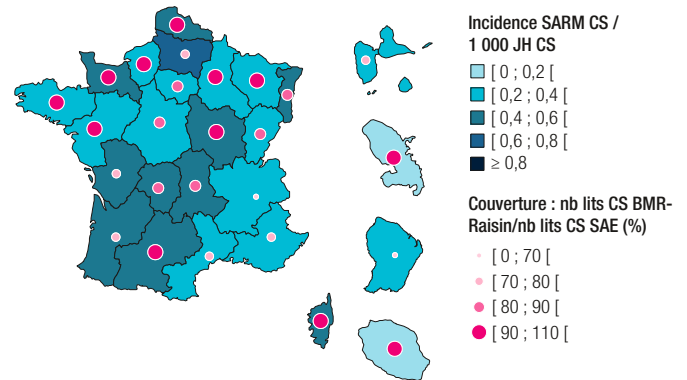 Incidence SARM CS /
1 000 JH CS
[ 0 ; 0,2 [
[ 0,2 ; 0,4 [
[ 0,4 ; 0,6 [
[ 0,6 ; 0,8 [
≥ 0,8
Couverture : nb lits CS BMR-
Raisin/nb lits CS SAE (%)
[ 0 ; 70 [
[ 70 ; 80 [
[ 80 ; 90 [
[ 90 ; 110 [